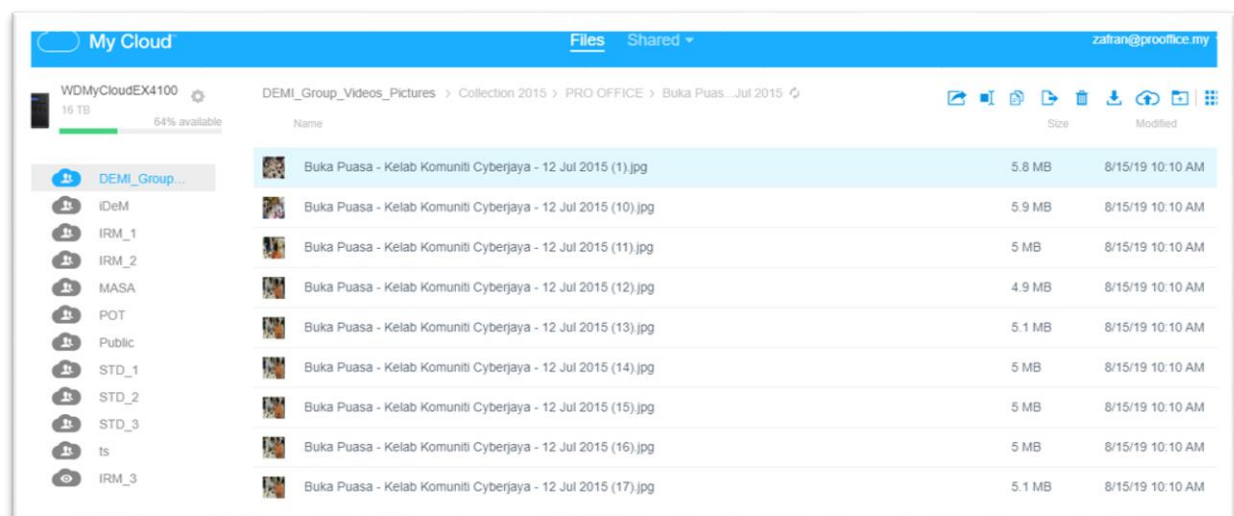 My Cloud™ Files Shared zafran@prooffice.my
WDMyCloudEX4100
16 TB
64% available
DEMI_Group_Videos_Pictures > Collection 2015 > PRO OFFICE > Buka Puas...Jul 2015
Name Size Modified
DEMI_Group...
iDeM
IRM_1
IRM_2
MASA
POT
Public
STD_1
STD_2
STD_3
ts
IRM_3
Buka Puasa - Kelab Komuniti Cyberjaya - 12 Jul 2015 (1).jpg 5.8 MB 8/15/19 10:10 AM
Buka Puasa - Kelab Komuniti Cyberjaya - 12 Jul 2015 (10).jpg 5.9 MB 8/15/19 10:10 AM
Buka Puasa - Kelab Komuniti Cyberjaya - 12 Jul 2015 (11).jpg 5 MB 8/15/19 10:10 AM
Buka Puasa - Kelab Komuniti Cyberjaya - 12 Jul 2015 (12).jpg 4.9 MB 8/15/19 10:10 AM
Buka Puasa - Kelab Komuniti Cyberjaya - 12 Jul 2015 (13).jpg 5.1 MB 8/15/19 10:10 AM
Buka Puasa - Kelab Komuniti Cyberjaya - 12 Jul 2015 (14).jpg 5 MB 8/15/19 10:10 AM
Buka Puasa - Kelab Komuniti Cyberjaya - 12 Jul 2015 (15).jpg 5 MB 8/15/19 10:10 AM
Buka Puasa - Kelab Komuniti Cyberjaya - 12 Jul 2015 (16).jpg 5 MB 8/15/19 10:10 AM
Buka Puasa - Kelab Komuniti Cyberjaya - 12 Jul 2015 (17).jpg 5.1 MB 8/15/19 10:10 AM